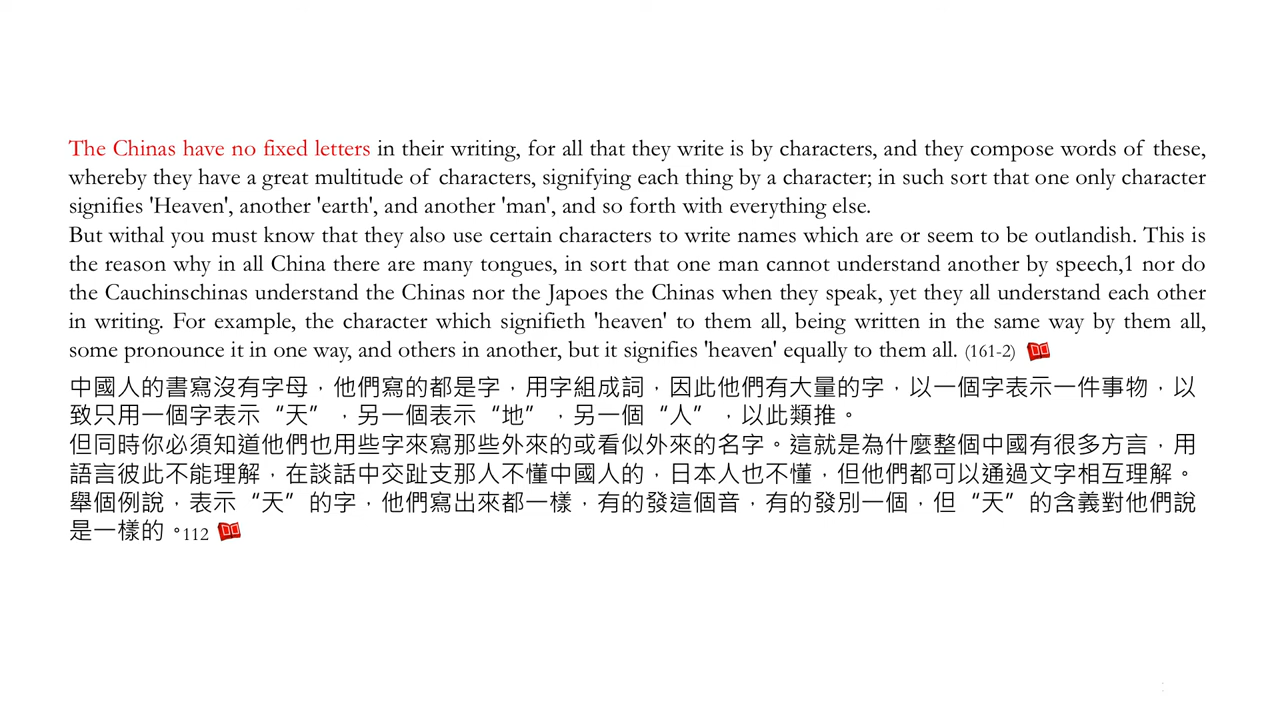 The Chinas have no fixed letters in their writing, for all that they write is by characters, and they compose words of these,
whereby they have a great multitude of characters, signifying each thing by a character; in such sort that one only character
signifies 'Heaven', another 'earth', and another 'man', and so forth with everything else.
But withal you must know that they also use certain characters to write names which are or seem to be outlandish. This is
the reason why in all China there are many tongues, in sort that one man cannot understand another by speech,1 nor do
the Cauchinschinas understand the Chinas nor the Japoes the Chinas when they speak, yet they all understand each other
in writing. For example, the character which signifieth 'heaven' to them all, being written in the same way by them all,
some pronounce it in one way, and others in another, but it signifies 'heaven' equally to them all. (161-2)
中國人的書寫沒有字母，他們寫的都是字，用字組成詞，因此他們有大量的字，以一個字表示一件事物，以
致只用一個字表示“天”，另一個表示“地”，另一個“人”，以此類推。
但同時你必須知道他們也用些字來寫那些外來的或看似外來的名字。這就是為什麼整個中國有很多方言，用
語言彼此不能理解，在談話中交趾支那人不懂中國人的，日本人也不懂，但他們都可以通過文字相互理解。
舉個例說，表示“天”的字，他們寫出來都一樣，有的發這個音，有的發別一個，但“天”的含義對他們說
是一樣的。112